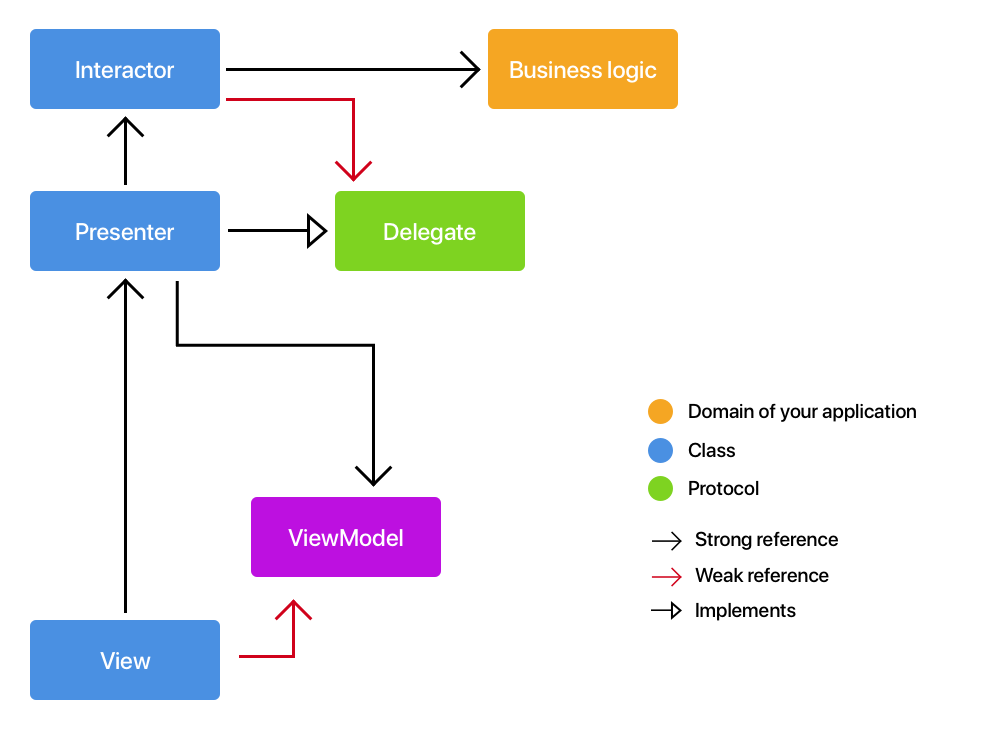 Interactor
Business logic
Presenter
Delegate
Domain of your application
Class
Protocol
ViewModel
Strong reference
Weak reference
Implements
View